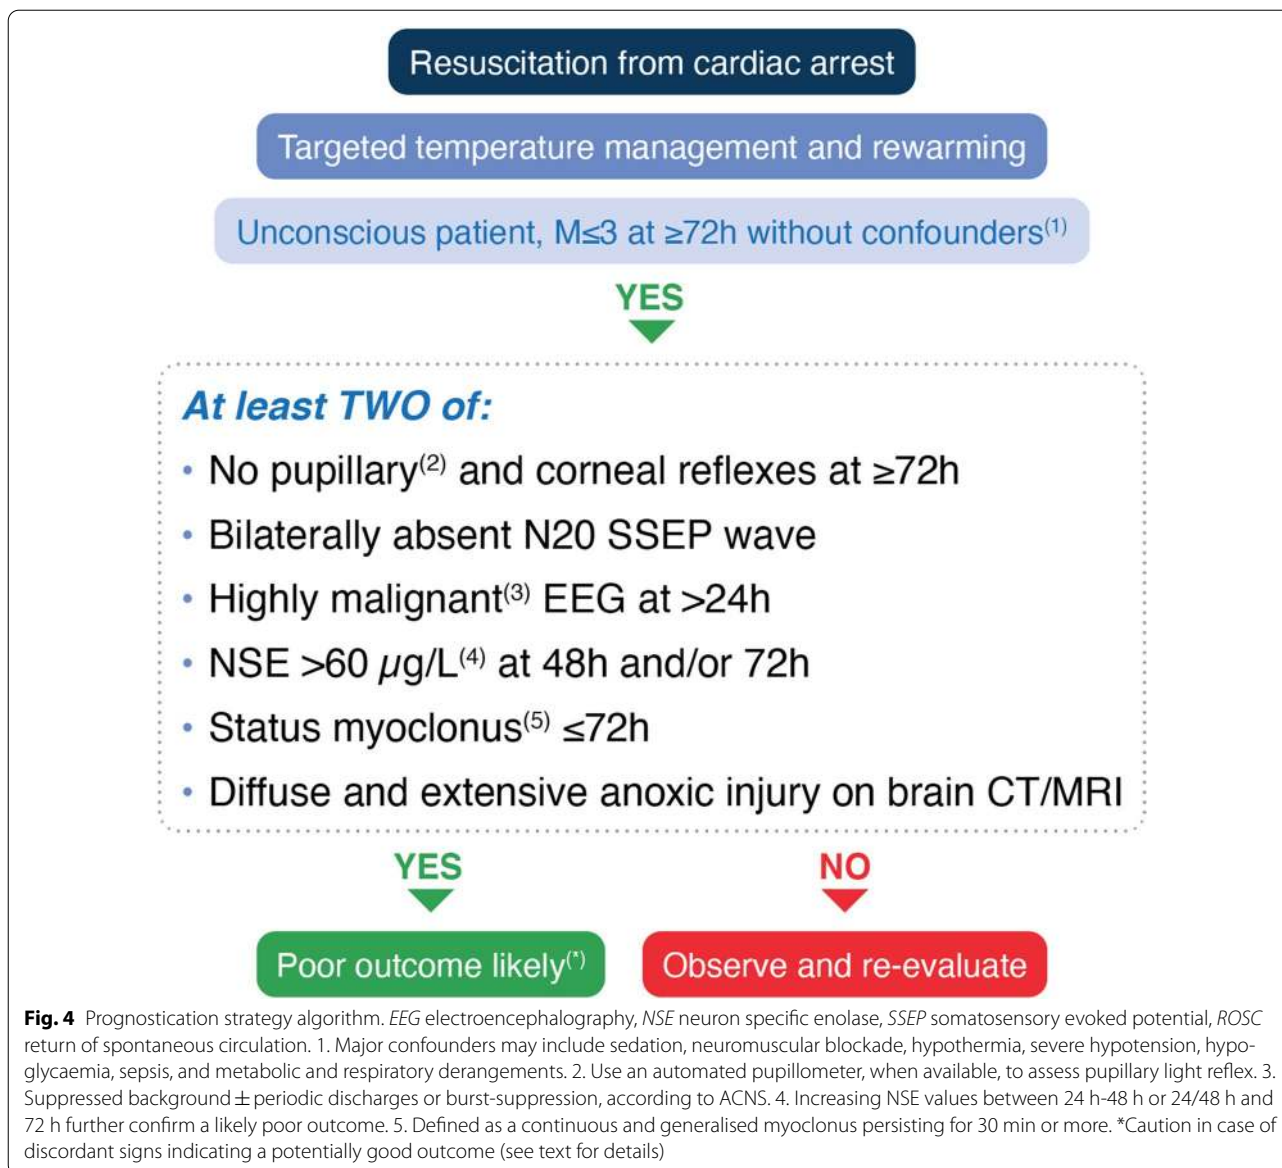 Resuscitation from cardiac arrest
Targeted temperature management and rewarming
Unconscious patient, M≤3 at ≥72h without confounders(1)
YES
At least TWO of:
• No pupillary(2) and corneal reflexes at ≥72h
• Bilaterally absent N20 SSEP wave
• Highly malignant(3) EEG at >24h
• NSE >60 µg/L(4) at 48h and/or 72h
• Status myoclonus(5) ≤72h
• Diffuse and extensive anoxic injury on brain CT/MRI
YES
NO
Poor outcome likely(*)
Observe and re-evaluate
Fig. 4 Prognostication strategy algorithm. EEG electroencephalography, NSE neuron specific enolase, SSEP somatosensory evoked potential, ROSC
return of spontaneous circulation. 1. Major confounders may include sedation, neuromuscular blockade, hypothermia, severe hypotension, hypo-
glycaemia, sepsis, and metabolic and respiratory derangements. 2. Use an automated pupillometer, when available, to assess pupillary light reflex. 3.
Suppressed background ± periodic discharges or burst-suppression, according to ACNS. 4. Increasing NSE values between 24 h-48 h or 24/48 h and
72 h further confirm a likely poor outcome. 5. Defined as a continuous and generalised myoclonus persisting for 30 min or more. *Caution in case of
discordant signs indicating a potentially good outcome (see text for details)